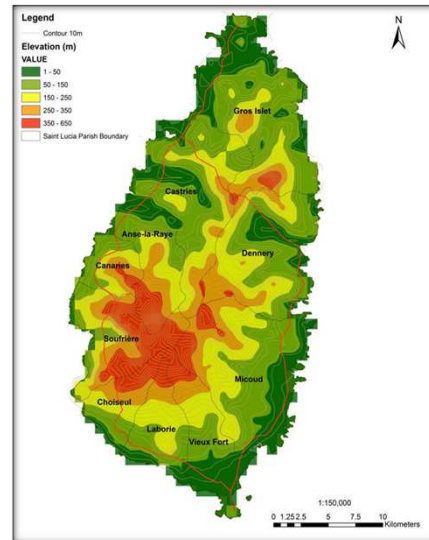 Legend
Contour 10m
Elevation (m)
VALUE
1 - 50
50 - 150
150 - 250
250 - 350
350 - 650
Saint Lucia Parish Boundary
N
Gros Islet
Castries
Anse-la-Raye
Dennery
Canaries
Soufrière
Micoud
Choiseul
Laborie
Vieux Fort
1:150,000
0 1.25 2.5 5 7.5 10
Kilometers